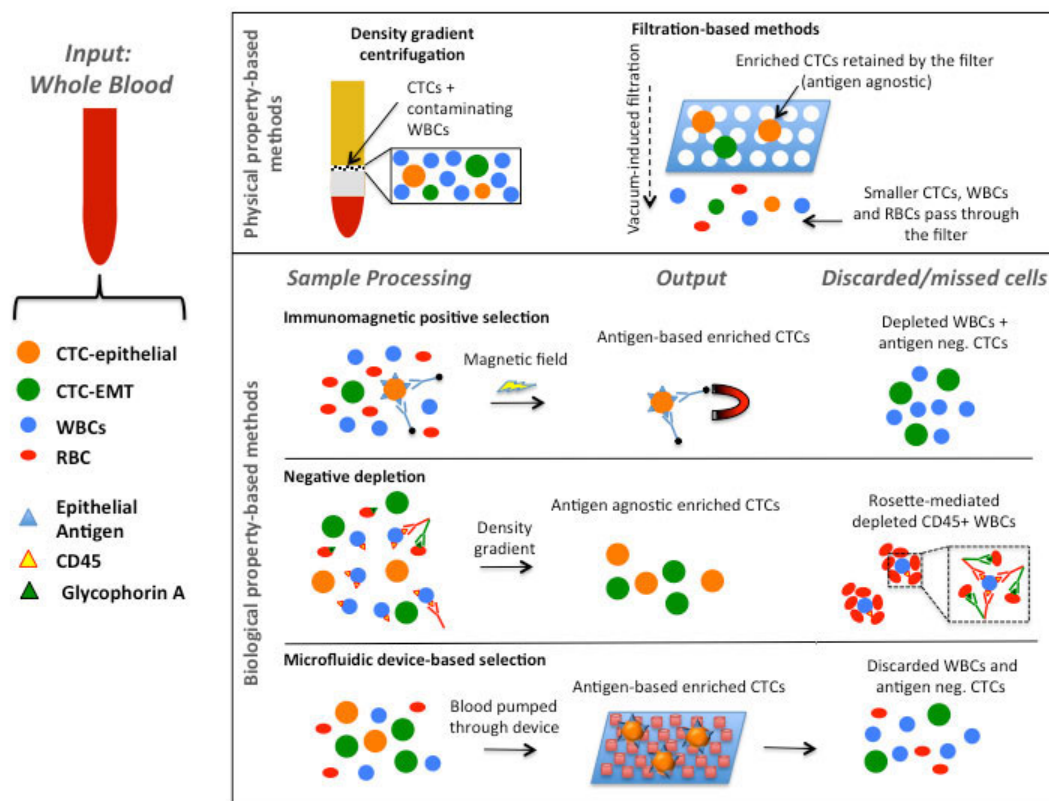 Input:
Whole Blood
CTC-epithelial
CTC-EMT
WBCs
RBC
Epithelial
Antigen
CD45
Glycophorin A
Physical property-based
methods
Density gradient
centrifugation
CTCs +
contaminating
WBCs
Filtration-based methods
Vacuum-induced filtration
Enriched CTCs retained by the filter
(antigen agnostic)
Smaller CTCs, WBCs
and RBCs pass through
the filter
Biological property-based methods
Sample Processing
Output
Discarded/missed cells
Immunomagnetic positive selection
Magnetic field
Antigen-based enriched CTCs
Depleted WBCs +
antigen neg. CTCs
Negative depletion
Density
gradient
Antigen agnostic enriched CTCs
Rosette-mediated
depleted CD45+ WBCs
Microfluidic device-based selection
Blood pumped
through device
Antigen-based enriched CTCs
Discarded WBCs and
antigen neg. CTCs